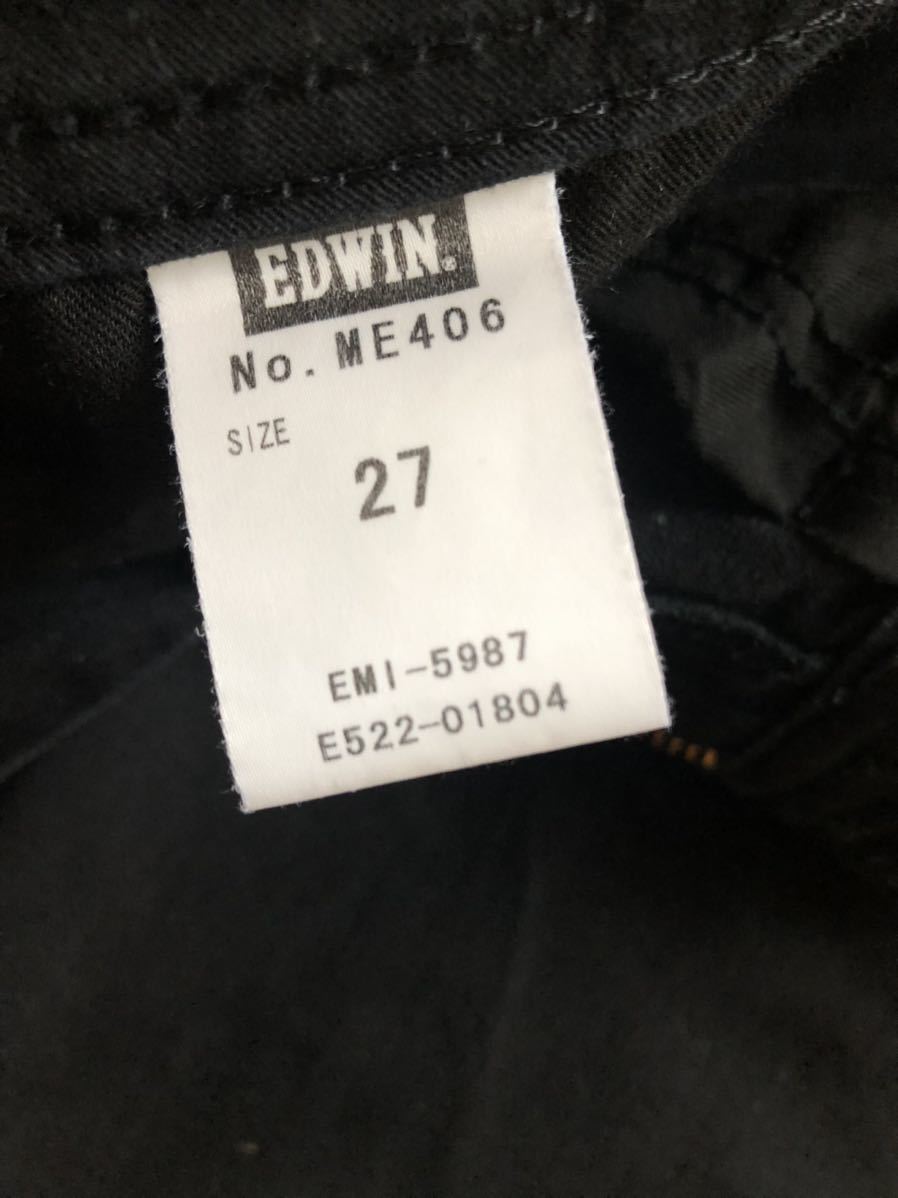 EDWIN.
No. ME406
SIZE
27
EMI-5987
E522-01804